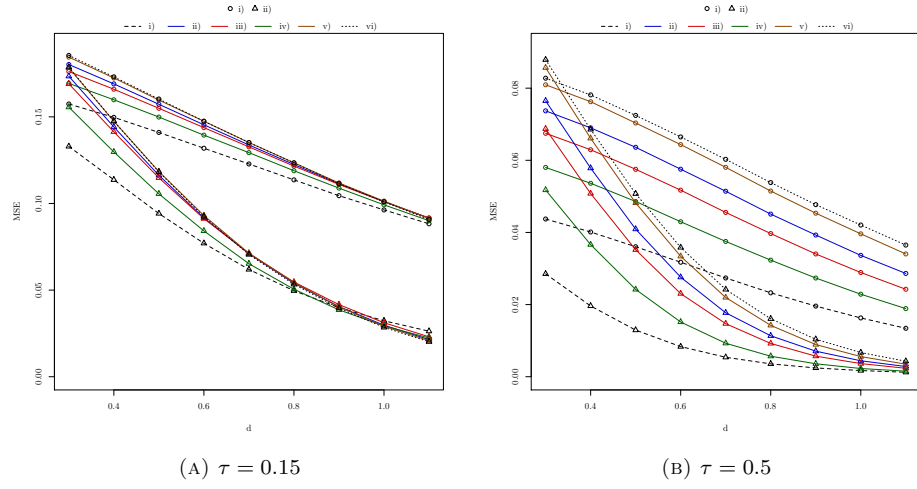 i) ii)
i) ii) iii) iv) v) vi)
MSE
0.15
0.10
0.05
0.00
0.4 0.6 0.8 1.0
d
(A) τ = 0.15
i) ii)
i) ii) iii) iv) v) vi)
MSE
0.08
0.06
0.04
0.02
0.00
0.4 0.6 0.8 1.0
d
(B) τ = 0.5